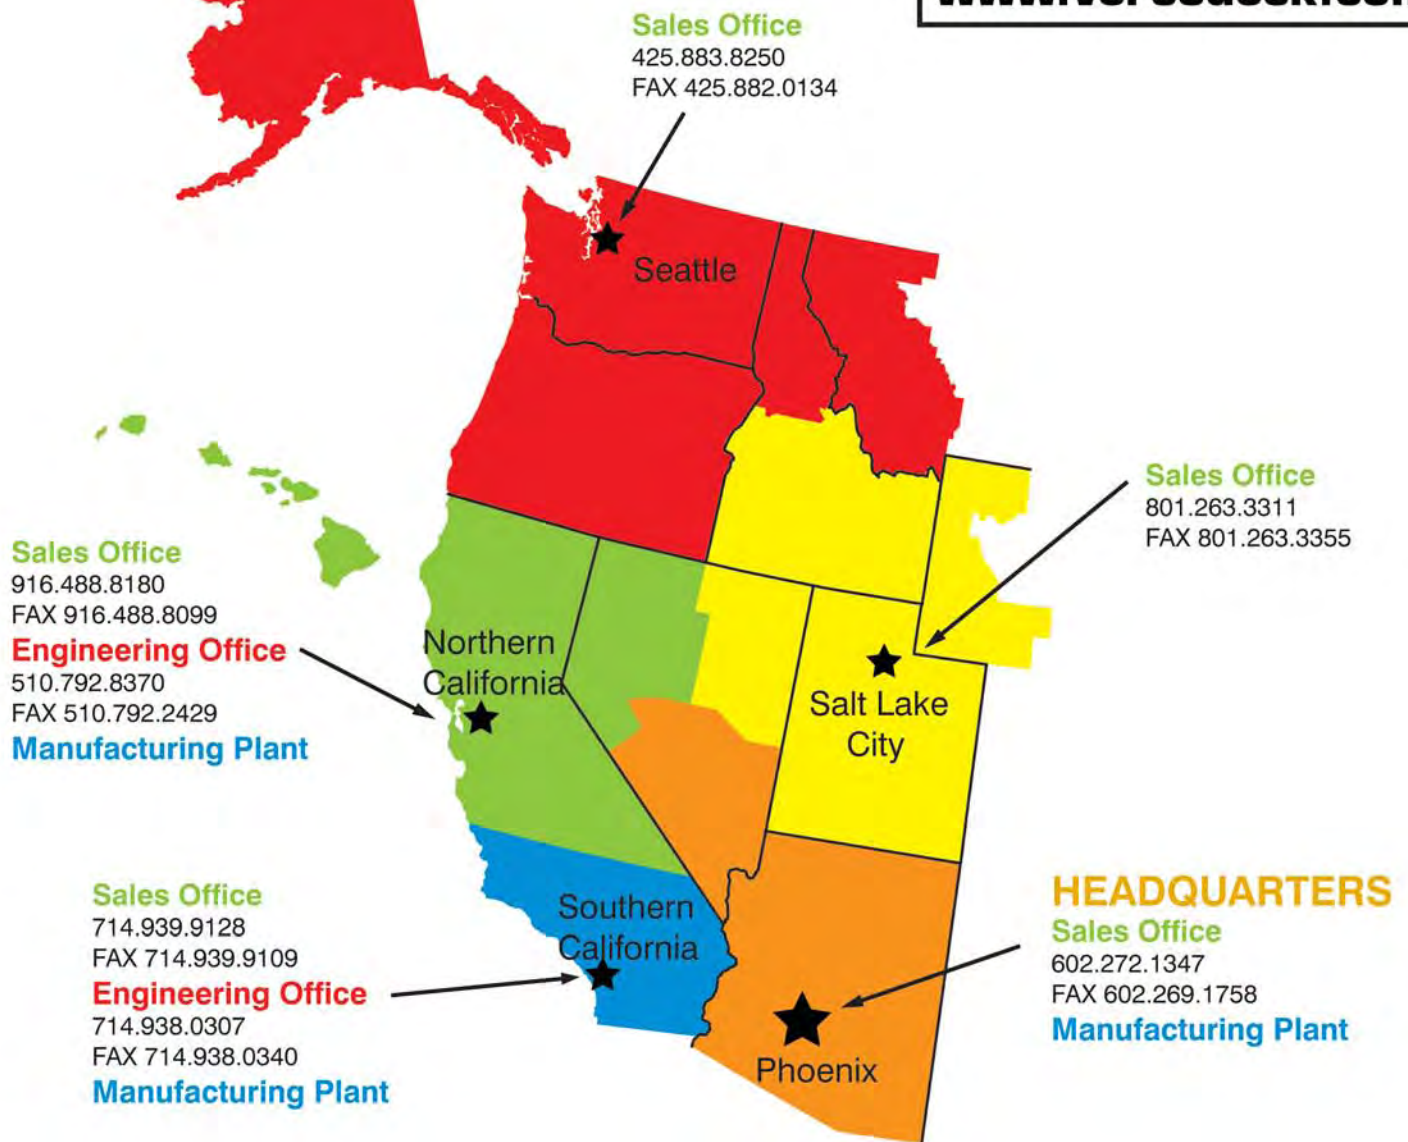 Sales Office
425.883.8250
FAX 425.882.0134
Seattle
Sales Office
801.263.3311
FAX 801.263.3355
Sales Office
916.488.8180
FAX 916.488.8099
Engineering Office
510.792.8370
FAX 510.792.2429
Manufacturing Plant
Northern
California
Salt Lake
City
Sales Office
714.939.9128
FAX 714.939.9109
Engineering Office
714.938.0307
FAX 714.938.0340
Manufacturing Plant
Southern
California
HEADQUARTERS
Sales Office
602.272.1347
FAX 602.269.1758
Manufacturing Plant
Phoenix